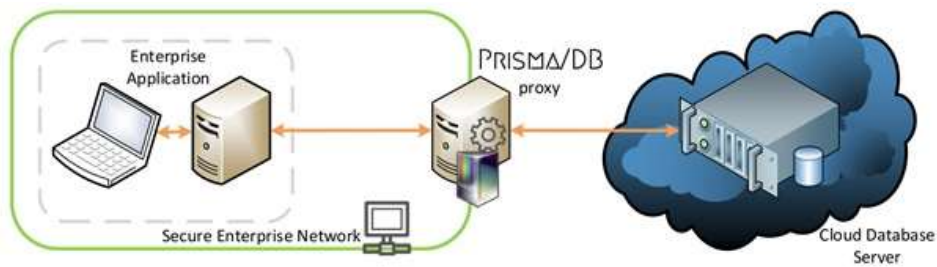 Enterprise
Application
PRISMA/DB
proxy
Secure Enterprise Network
Cloud Database
Server